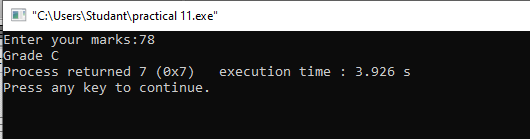 "C:\Users\Studant\practical 11.exe"
Enter your marks:78
Grade C
Process returned 7 (0x7)   execution time : 3.926 s
Press any key to continue.